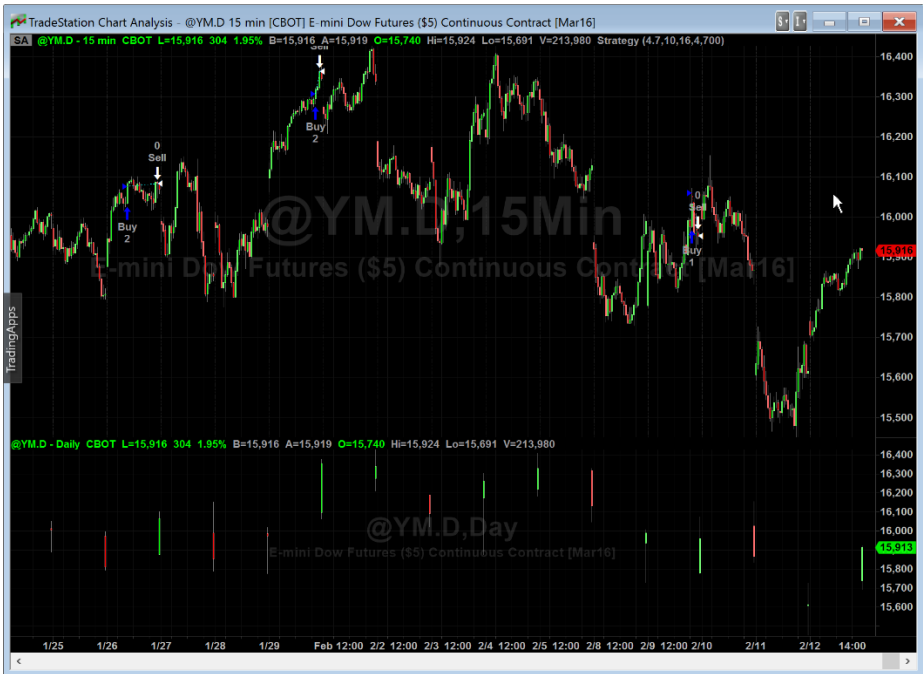 TradeStation Chart Analysis - @YM.D 15 min [CBOT] E-mini Dow Futures ($5) Continuous Contract [Mar16]
SA @YM.D - 15 min CBOT L=15,916 304 1.95% B=15,916 A=15,919 O=15,740 Hi=15,924 Lo=15,691 V=213,980 Strategy (4.7,10,16,4,700)
Sell
16,400
16,300
Buy
2
16,200
0
Sell
16,100
@YM.D,15Min
0
Sell
16,000
Buy
2
Buy
1
15,916
15,900
E-mini Dow Futures ($5) Continuous Contract [Mar16]
15,800
TradingApps
15,700
15,600
15,500
@YM.D - Daily CBOT L=15,916 304 1.95% B=15,916 A=15,919 O=15,740 Hi=15,924 Lo=15,691 V=213,980
16,400
16,300
16,200
16,100
@YM.D,Day
16,000
15,913
E-mini Dow Futures ($5) Continuous Contract [Mar16]
15,800
15,700
15,600
1/25 1/26 1/27 1/28 1/29 Feb 12:00 2/2 12:00 2/3 12:00 2/4 12:00 2/5 12:00 2/8 12:00 2/9 12:00 2/10 2/11 2/12 14:00